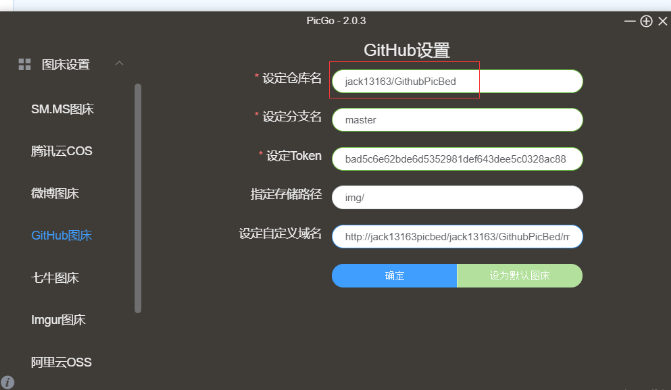 PicGo - 2.0.3
图床设置
SM.MS图床
腾讯云COS
微博图床
GitHub图床
七牛图床
Imgur图床
阿里云OSS
GitHub设置
* 设定仓库名 jack13163/GithubPicBed
* 设定分支名 master
* 设定Token bad5c6e62bde6d5352981def643dee5c0328ac88
指定存储路径 img/
设定自定义域名 http://jack13163picbed/jack13163/GithubPicBed/m
确定 设为默认图床